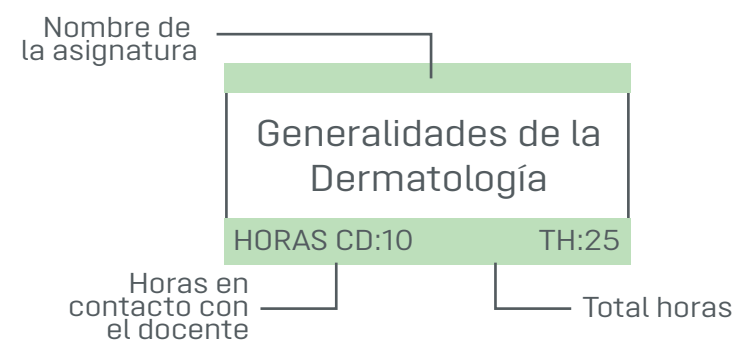 Nombre de
la asignatura
Generalidades de la
Dermatología
HORAS CD:10 TH:25
Horas en
contacto con
el docente
Total horas